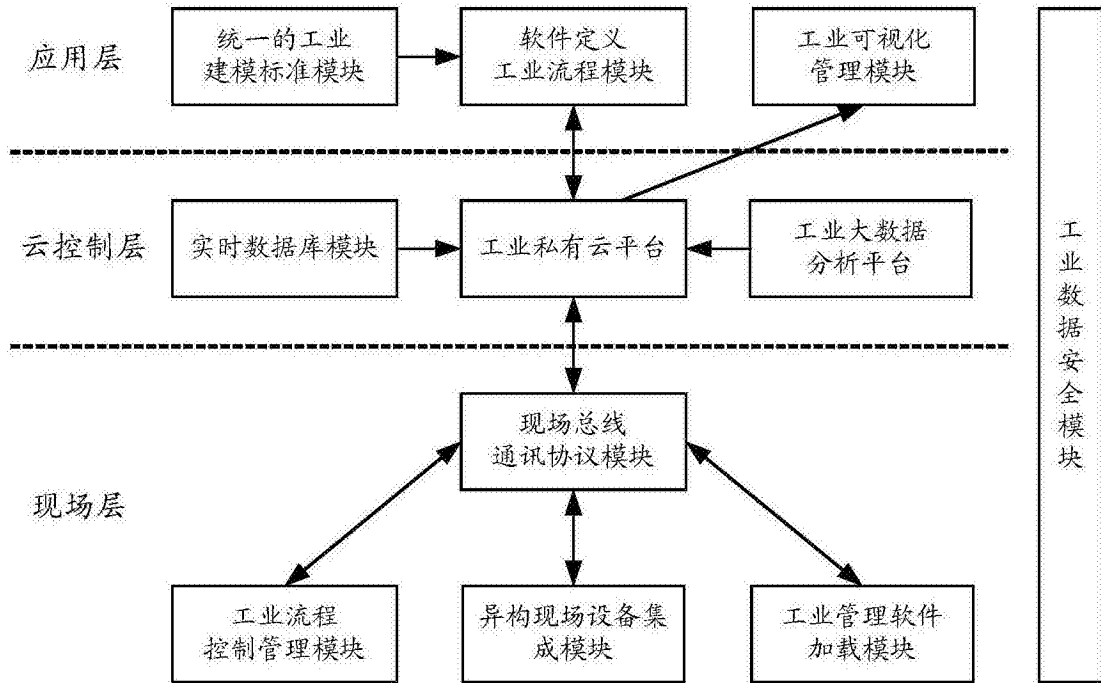 应用层
统一的工业
建模标准模块
软件定义
工业流程模块
工业可视化
管理模块
云控制层
实时数据库模块
工业私有云平台
工业大数据
分析平台
现场层
现场总线
通讯协议模块
工业流程
控制管理模块
异构现场设备集
成模块
工业管理软件
加载模块
工业数据安全模块